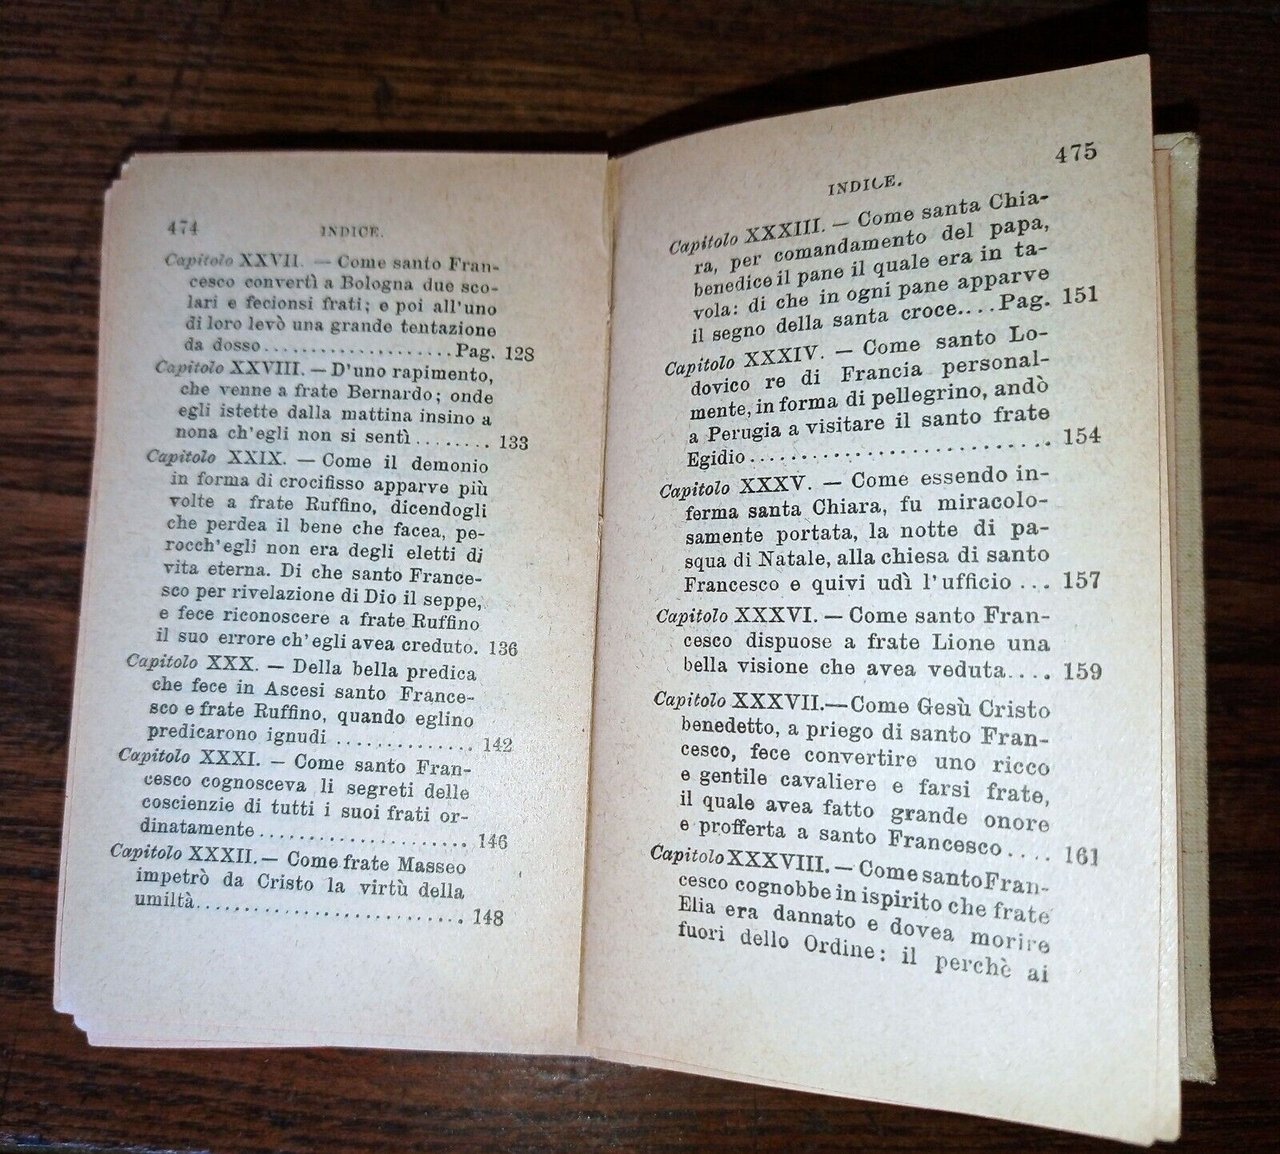 474 INDICE.
Capitolo XXVII. — Come santo Fran-
cesco convertì a Bologna due sco-
lari e fecionsi frati; e poi all'uno
di loro levò una grande tentazione
da dosso...................Pag. 128
Capitolo XXVIII. — D'uno rapimento,
che venne a frate Bernardo; onde
egli istette dalla mattina insino a
nona ch'egli non si sentì........ 133
Capitolo XXIX. — Come il demonio
in forma di crocifisso apparve più
volte a frate Ruffino, dicendogli
che perdea il bene che facea, pe-
rocch'egli non era degli eletti di
vita eterna. Di che santo France-
sco per rivelazione di Dio il seppe,
e fece riconoscere a frate Ruffino
il suo errore ch'egli avea creduto. 136
Capitolo XXX. — Della bella predica
che fece in Ascesi santo France-
sco e frate Ruffino, quando eglino
predicarono ignudi .............. 142
Capitolo XXXI. — Come santo Fran-
cesco cognosceva li segreti delle
coscienzie di tutti i suoi frati or-
dinatamente..................... 146
Capitolo XXXII. — Come frate Masseo
impetrò da Cristo la virtù della
umiltà.......................... 148
475
INDICE.
Capitolo XXXIII. — Come santa Chia-
ra, per comandamento del papa,
benedice il pane il quale era in ta-
vola: di che in ogni pane apparve
il segno della santa croce....Pag. 151
Capitolo XXXIV. — Come santo Lo-
dovico re di Francia personal-
mente, in forma di pellegrino, andò
a Perugia a visitare il santo frate
Egidio.......................... 154
Capitolo XXXV. — Come essendo in-
ferma santa Chiara, fu miracolo-
samente portata, la notte di pa-
squa di Natale, alla chiesa di santo
Francesco e quivi udì l'ufficio ... 157
Capitolo XXXVI. — Come santo Fran-
cesco dispuose a frate Lione una
bella visione che avea veduta.... 159
Capitolo XXXVII.—Come Gesù Cristo
benedetto, a priego di santo Fran-
cesco, fece convertire uno ricco
e gentile cavaliere e farsi frate,
il quale avea fatto grande onore
e profferta a santo Francesco.... 161
Capitolo XXXVIII. — Come santo Fran-
cesco cognobbe in ispirito che frate
Elia era dannato e dovea morire
fuori dello Ordine: il perchè ai